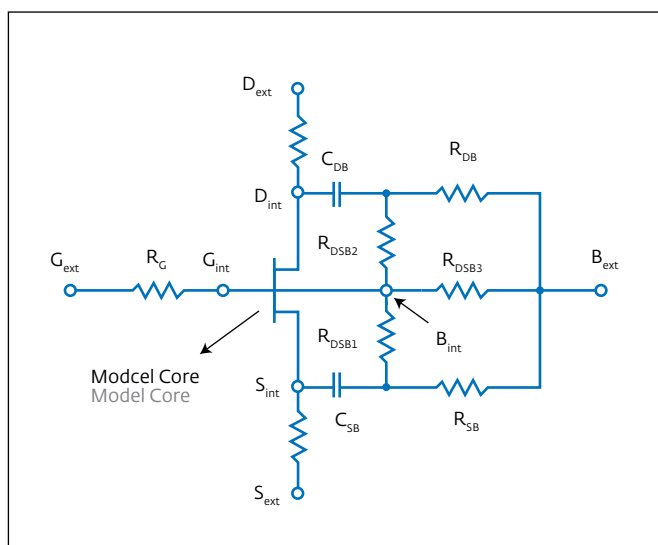 D_ext
C_DB
R_DB
D_int
R_DSB2
G_ext
R_G
G_int
R_DSB3
B_ext
R_DSB1
B_int
Modcel Core
Model Core
S_int
C_SB
R_SB
S_ext